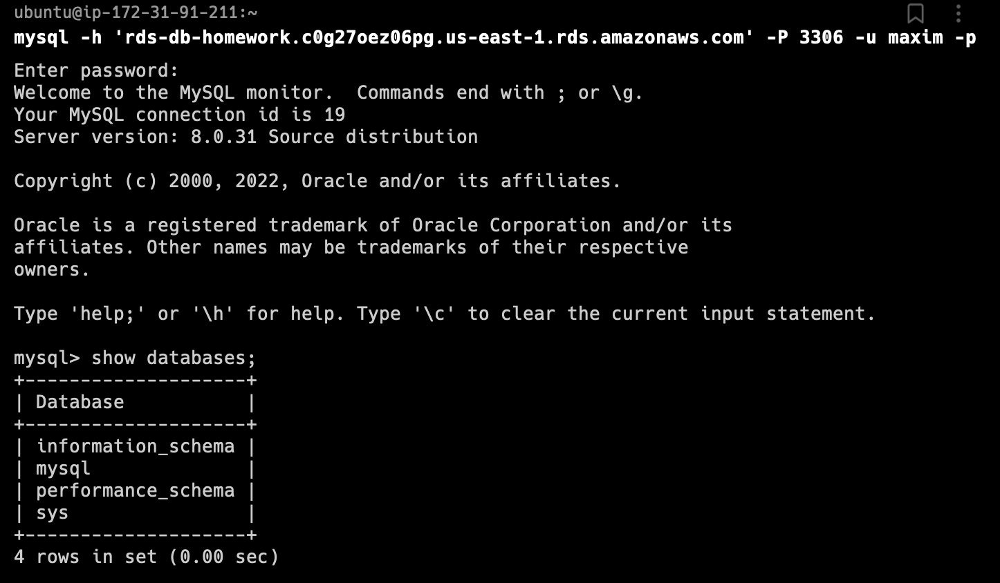 ubuntu@ip-172-31-91-211:~
mysql -h 'rds-db-homework.c0g27oez06pg.us-east-1.rds.amazonaws.com' -P 3306 -u maxim -p
Enter password:
Welcome to the MySQL monitor.  Commands end with ; or \g.
Your MySQL connection id is 19
Server version: 8.0.31 Source distribution

Copyright (c) 2000, 2022, Oracle and/or its affiliates.

Oracle is a registered trademark of Oracle Corporation and/or its
affiliates. Other names may be trademarks of their respective
owners.

Type 'help;' or '\h' for help. Type '\c' to clear the current input statement.

mysql> show databases;
+--------------------+
| Database           |
+--------------------+
| information_schema |
| mysql              |
| performance_schema |
| sys                |
+--------------------+
4 rows in set (0.00 sec)